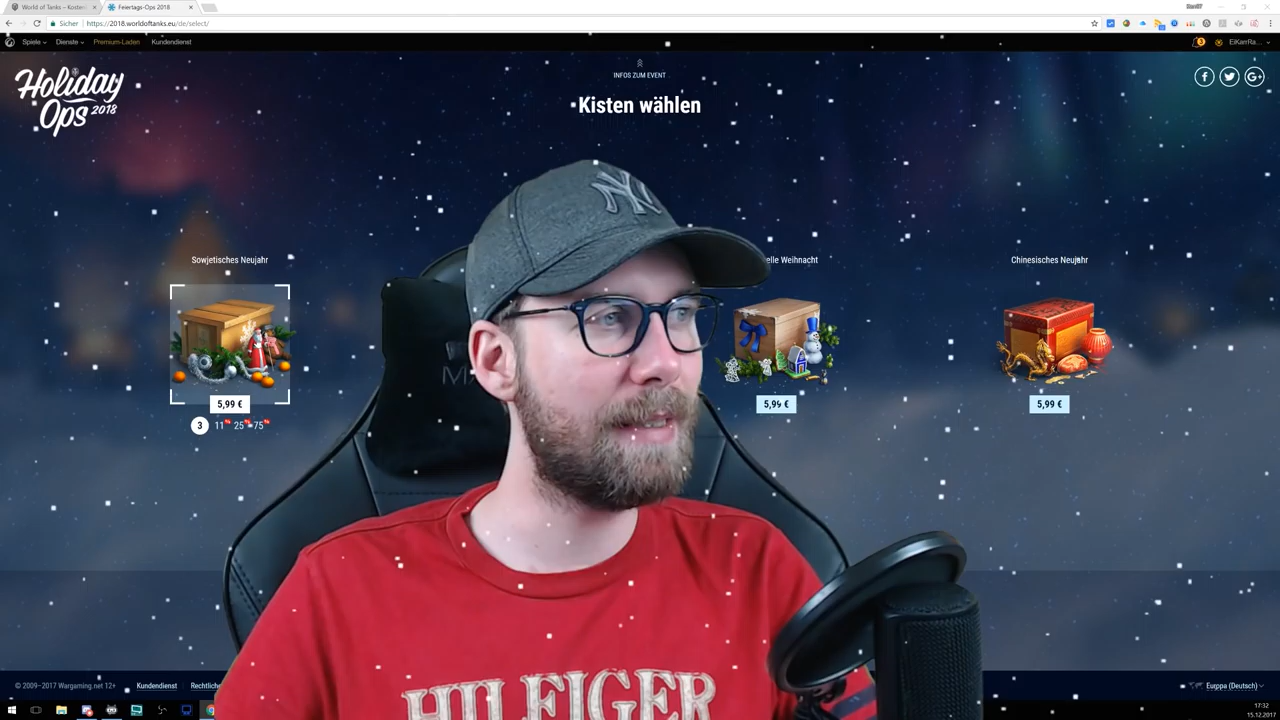 World of Tanks – Kosten
Feiertags-Ops 2018
Sicher
https://2018.worldoftanks.eu/de/select/
Spiele
Dienste
Premium-Laden
Kundendienst
3
EiKarrRa...
Holiday
Ops 2018
INFOS ZUM EVENT
Kisten wählen
NY
Sowjetisches Neujahr
elle Weihnacht
Chinesisches Neujahr
5,99 €
5,99 €
5,99 €
3 11 % 25 % 75 %
HILFIGER
© 2009–2017 Wargaming.net 12+
Kundendienst
Rechtliche
Europa (Deutsch)
17:32
15.12.2017